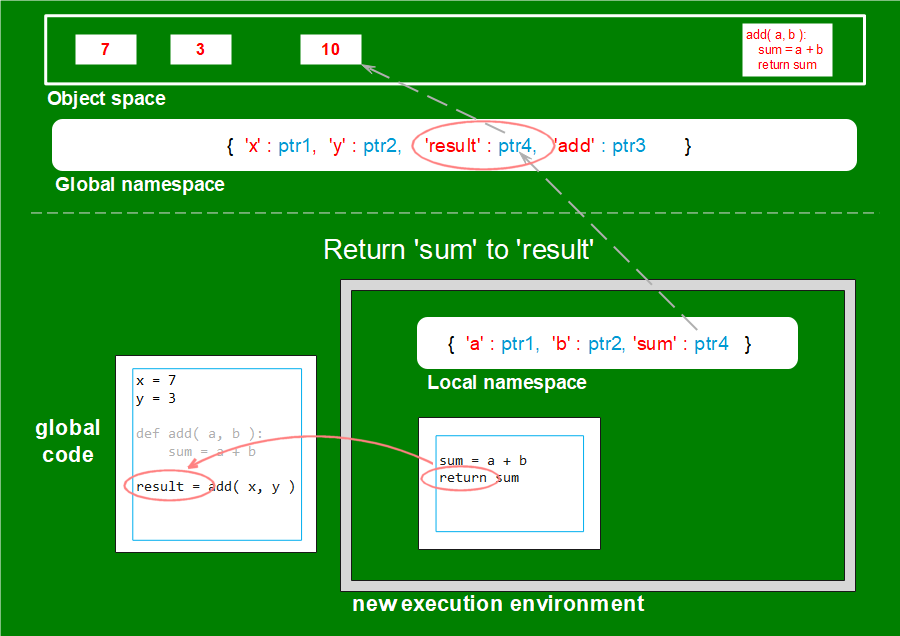 7 3 10
add( a, b ):
sum = a + b
return sum
Object space
{ 'x' : ptr1, 'y' : ptr2, 'result' : ptr4, 'add' : ptr3 }
Global namespace
Return 'sum' to 'result'
{ 'a' : ptr1, 'b' : ptr2, 'sum' : ptr4 }
Local namespace
global
code
x = 7
y = 3
def add( a, b ):
sum = a + b
result = add( x, y )
sum = a + b
return sum
new execution environment